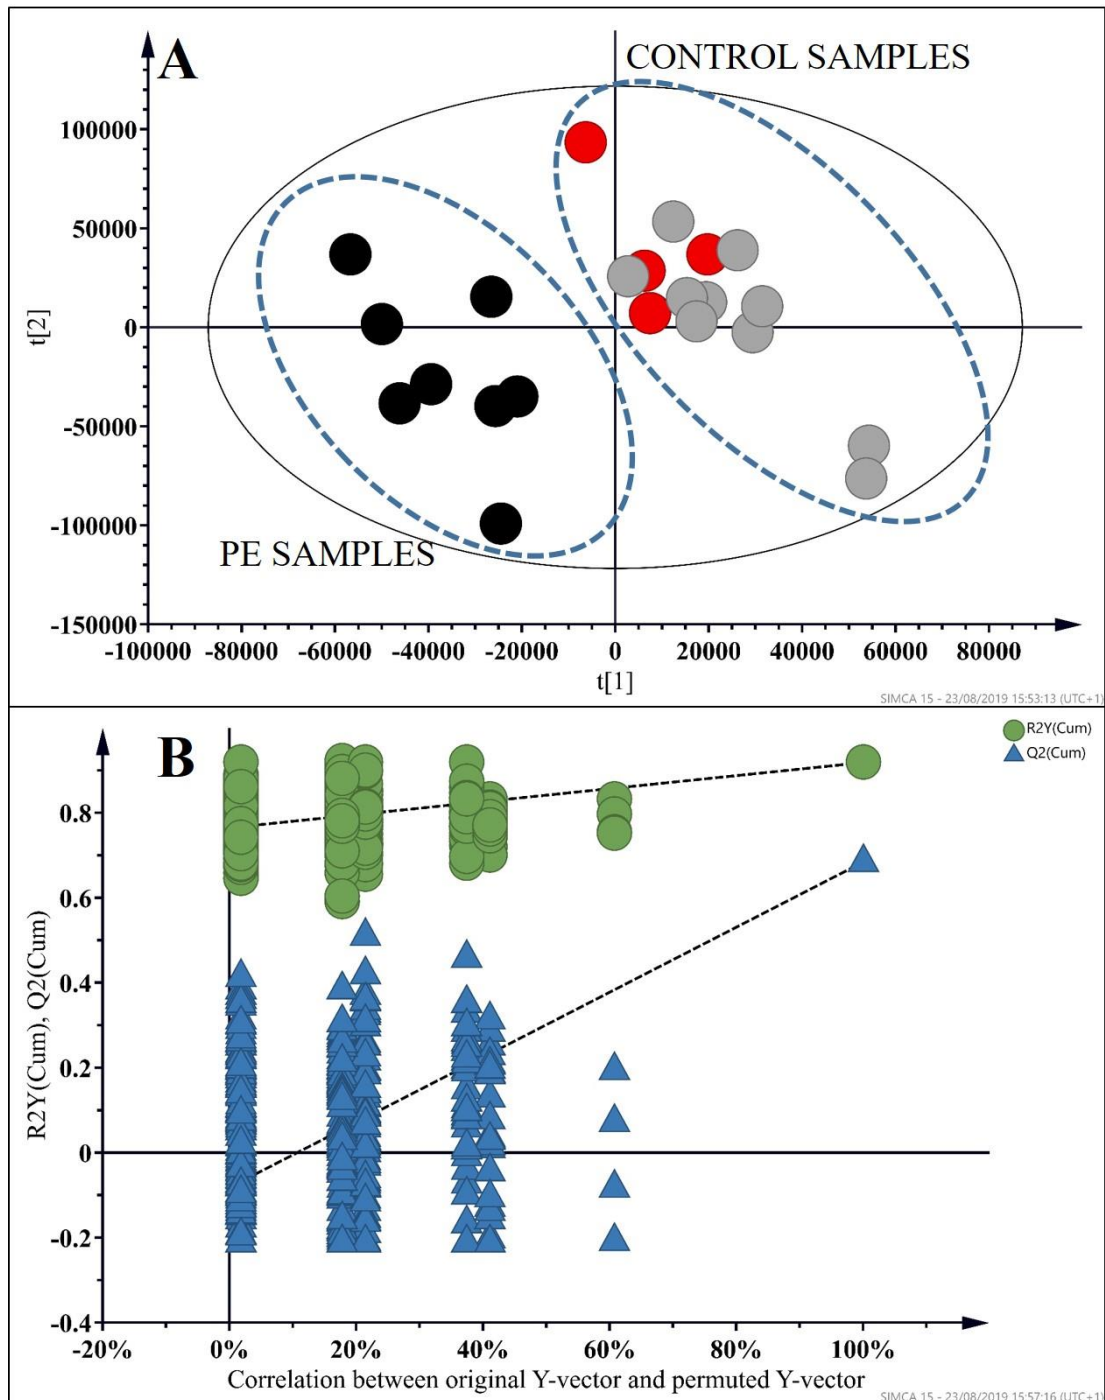 A
CONTROL SAMPLES
100000
50000
0
-50000
-100000
-150000
t[2]
PE SAMPLES
-100000 -80000 -60000 -40000 -20000 0 20000 40000 60000 80000
t[1]
SIMCA 15 - 23/08/2019 15:53:13 (UTC+1)
B
R2Y(Cum)
Q2(Cum)
0.8
0.6
0.4
0.2
0
-0.2
-0.4
R2Y(Cum), Q2(Cum)
-20% 0% 20% 40% 60% 80% 100%
Correlation between original Y-vector and permuted Y-vector
SIMCA 15 - 23/08/2019 15:57:16 (UTC+1)